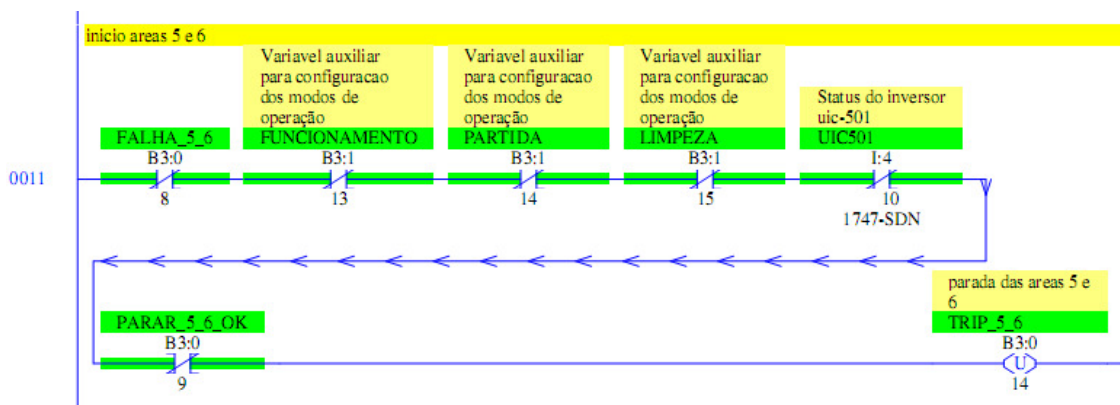 inicio areas 5 e 6
Variavel auxiliar
para configuracao
dos modos de
operação
FUNCIONAMENTO
B3:1
13
Variavel auxiliar
para configuracao
dos modos de
operação
PARTIDA
B3:1
14
Variavel auxiliar
para configuracao
dos modos de
operação
LIMPEZA
B3:1
15
Status do inversor
uic-501
UIC501
I:4
10
1747-SDN
FALHA_5_6
B3:0
8
0011
PARAR_5_6_OK
B3:0
9
parada das areas 5 e
6
TRIP_5_6
B3:0
U
14